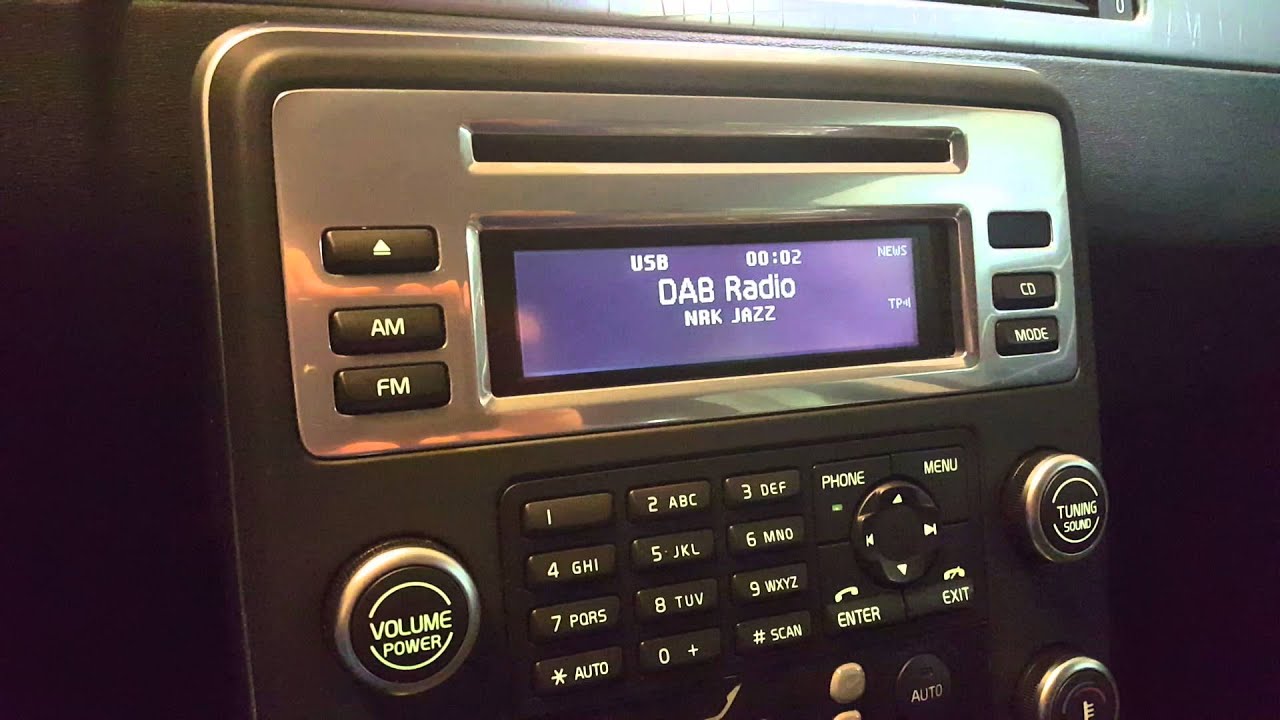 0
USB 00:02 NEWS
DAB Radio
TP
NRK JAZZ
AM
FM
CD
MODE
1
2 ABC
3 DEF
4 GHI
5 JKL
6 MNO
7 PQRS
8 TUV
9 WXYZ
* AUTO
0 +
# SCAN
PHONE
MENU
ENTER
EXIT
VOLUME
POWER
TUNING
SOUND
AUTO